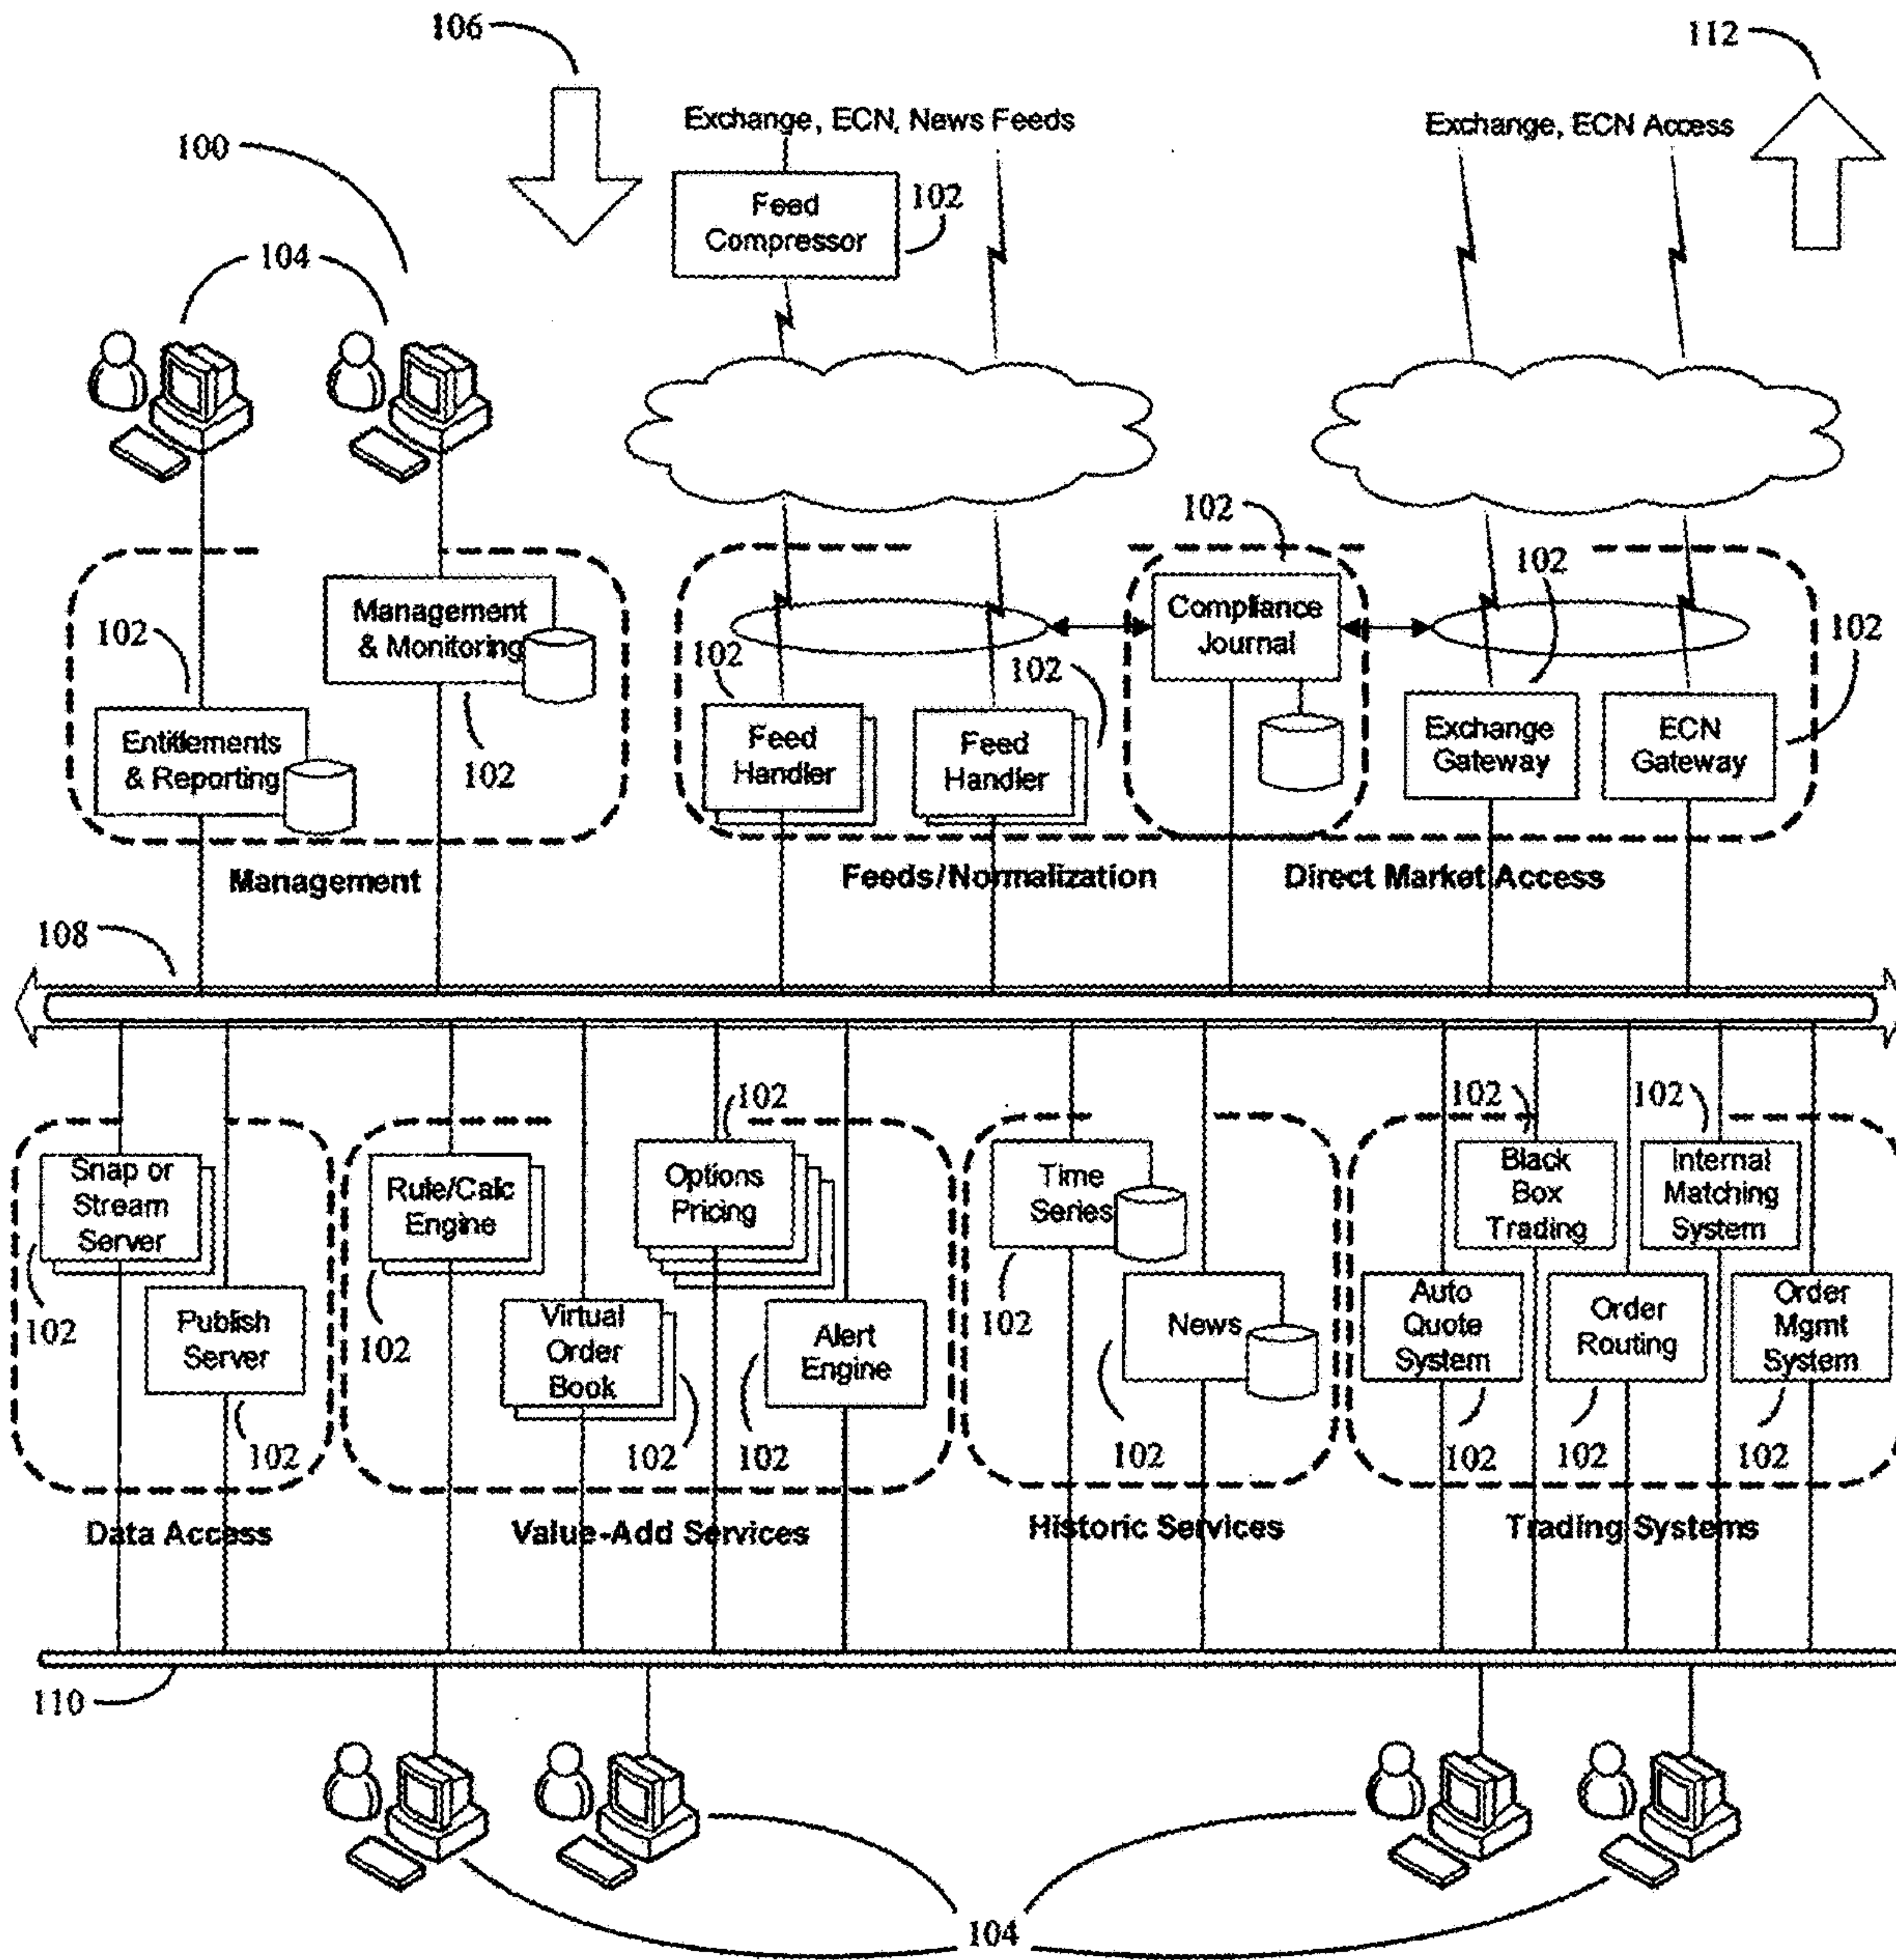 106
112
Exchange, ECN, News Feeds
Exchange, ECN Access
100
Feed
Compressor
102
104
102
Management
& Monitoring
102
Compliance
Journal
102
102
102
102
102
Entitlements
& Reporting
102
Feed
Handler
Feed
Handler
Exchange
Gateway
ECN
Gateway
Management
Feeds/Normalization
Direct Market Access
108
102
102
102
Snap or
Stream
Server
Rule/Calc
Engine
Options
Pricing
Time
Series
Black
Box
Trading
Internal
Matching
System
102
Publish
Server
102
Virtual
Order
Book
Alert
Engine
102
News
Auto
Quote
System
Order
Routing
Order
Mgmt
System
102
102
102
102
102
102
102
Data Access
Value-Add Services
Historic Services
Trading Systems
110
104